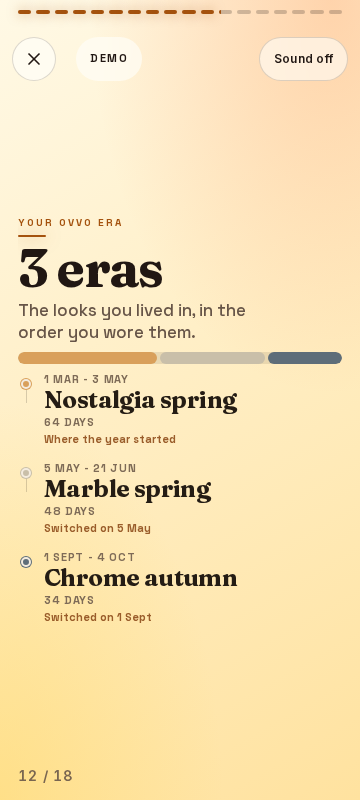 DEMO
Sound off
YOUR OVVO ERA
3 eras
The looks you lived in, in the
order you wore them.
1 MAR - 3 MAY
Nostalgia spring
64 DAYS
Where the year started
5 MAY - 21 JUN
Marble spring
48 DAYS
Switched on 5 May
1 SEPT - 4 OCT
Chrome autumn
34 DAYS
Switched on 1 Sept
12 / 18